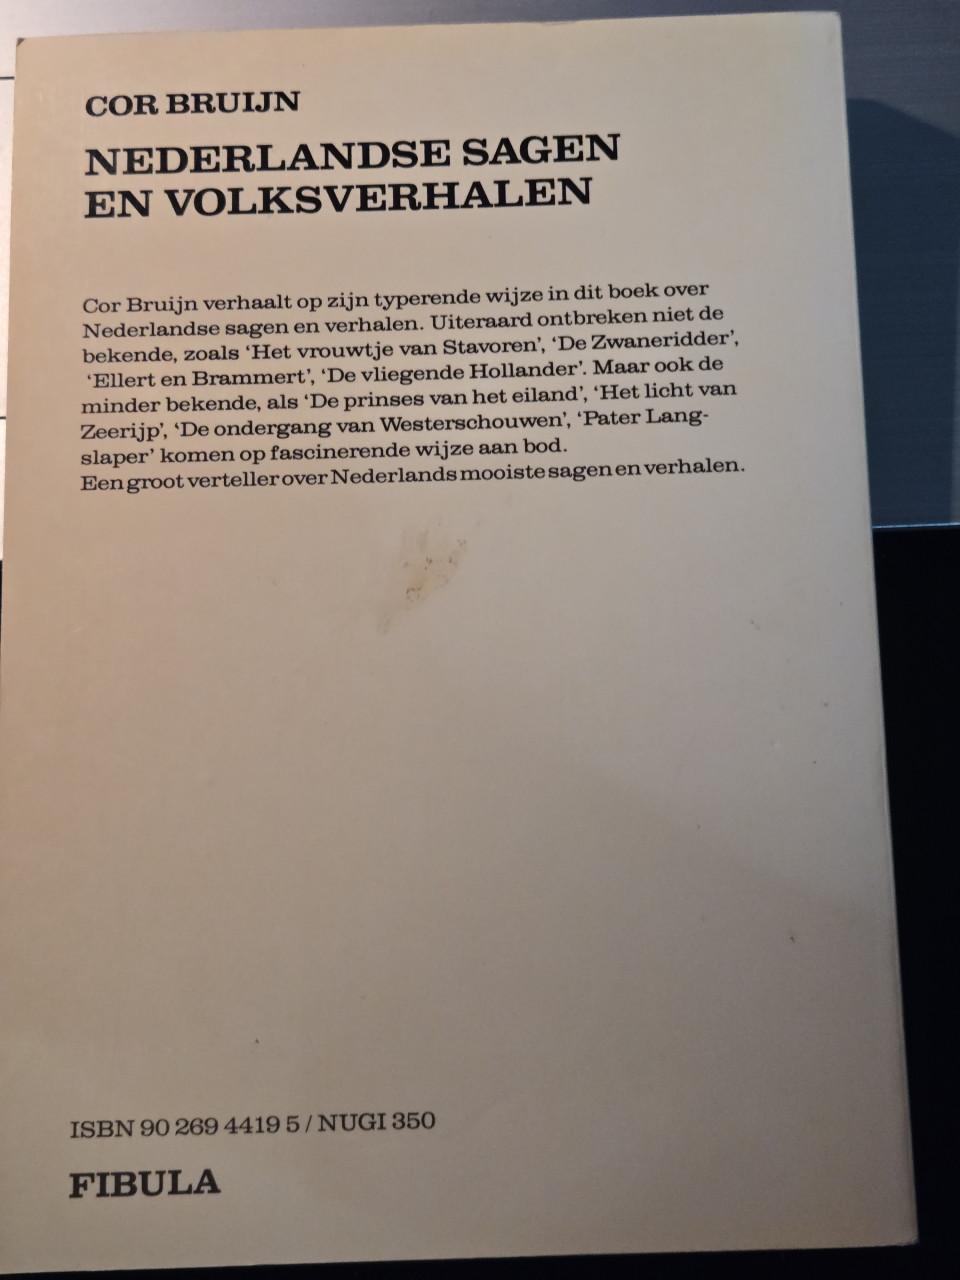 COR BRUIJN
NEDERLANDSE SAGEN
EN VOLKSVERHALEN
Cor Bruijn verhaalt op zijn typerende wijze in dit boek over
Nederlandse sagen en verhalen. Uiteraard ontbreken niet de
bekende, zoals ‘Het vrouwtje van Stavoren’, ‘De Zwaneridder’,
‘Ellert en Brammert’, ‘De vliegende Hollander’. Maar ook de
minder bekende, als ‘De prinses van het eiland’, ‘Het licht van
Zeerijp’, ‘De ondergang van Westerschouwen’, ‘Pater Lang-
slaper’ komen op fascinerende wijze aan bod.
Een groot verteller over Nederlands mooiste sagen en verhalen.
ISBN 90 269 4419 5 / NUGI 350
FIBULA